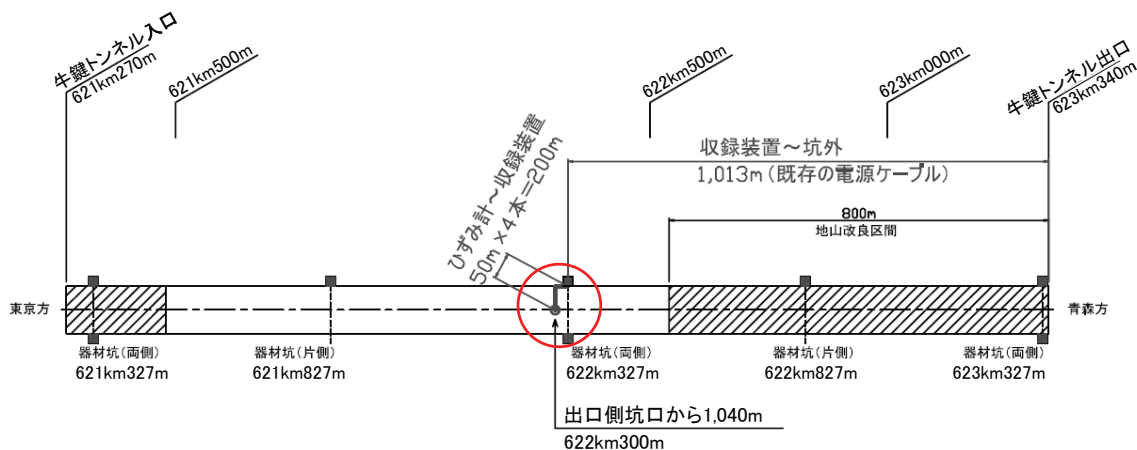 牛鍵トンネル入口
621km270m
621km500m
622km500m
623km000m
牛鍵トンネル出口
623km340m
ひずみ計～収録装置
50m×4本=200m
収録装置～坑外
1,013m(既存の電源ケーブル)
800m
地山改良区間
東京方
青森方
器材坑(両側)
621km327m
器材坑(片側)
621km827m
器材坑(両側)
622km327m
器材坑(片側)
622km827m
器材坑(両側)
623km327m
出口側坑口から1,040m
622km300m